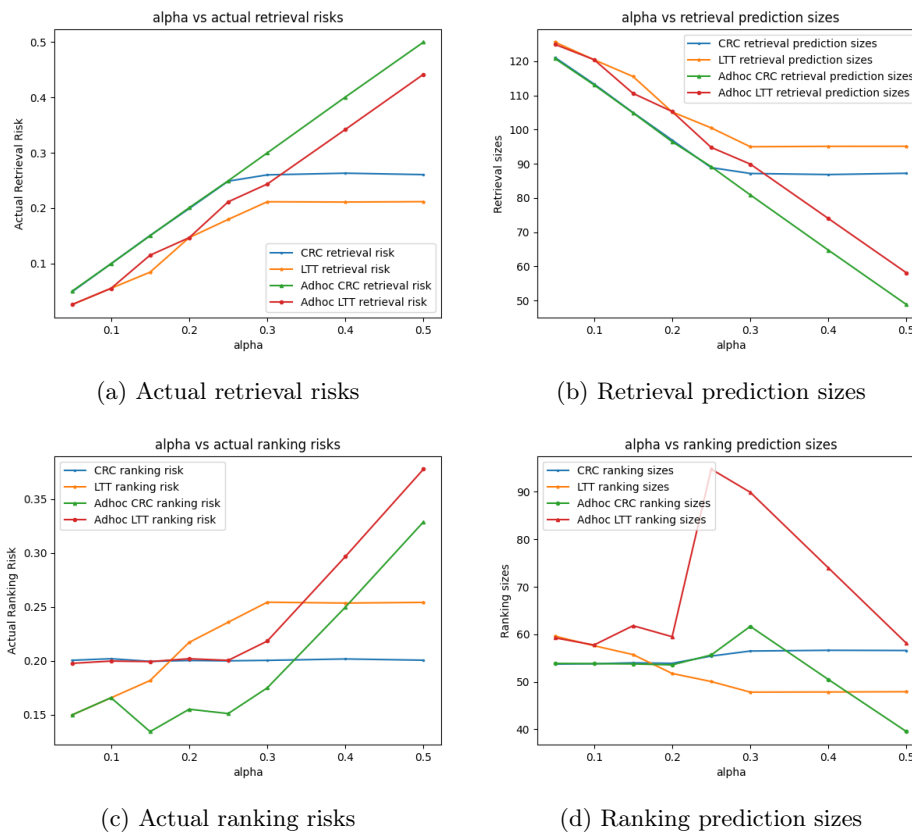 alpha vs actual retrieval risks
Actual Retrieval Risk
0.5
0.4
0.3
0.2
0.1
CRC retrieval risk
LTT retrieval risk
Adhoc CRC retrieval risk
Adhoc LTT retrieval risk
0.1 0.2 0.3 0.4 0.5
alpha
(a) Actual retrieval risks
alpha vs retrieval prediction sizes
Retrieval sizes
120
110
100
90
80
70
60
50
CRC retrieval prediction sizes
LTT retrieval prediction sizes
Adhoc CRC retrieval prediction sizes
Adhoc LTT retrieval prediction sizes
0.1 0.2 0.3 0.4 0.5
alpha
(b) Retrieval prediction sizes
alpha vs actual ranking risks
Actual Ranking Risk
0.35
0.30
0.25
0.20
0.15
CRC ranking risk
LTT ranking risk
Adhoc CRC ranking risk
Adhoc LTT ranking risk
0.1 0.2 0.3 0.4 0.5
alpha
(c) Actual ranking risks
alpha vs ranking prediction sizes
Ranking sizes
90
80
70
60
50
40
CRC ranking sizes
LTT ranking sizes
Adhoc CRC ranking sizes
Adhoc LTT ranking sizes
0.1 0.2 0.3 0.4 0.5
alpha
(d) Ranking prediction sizes